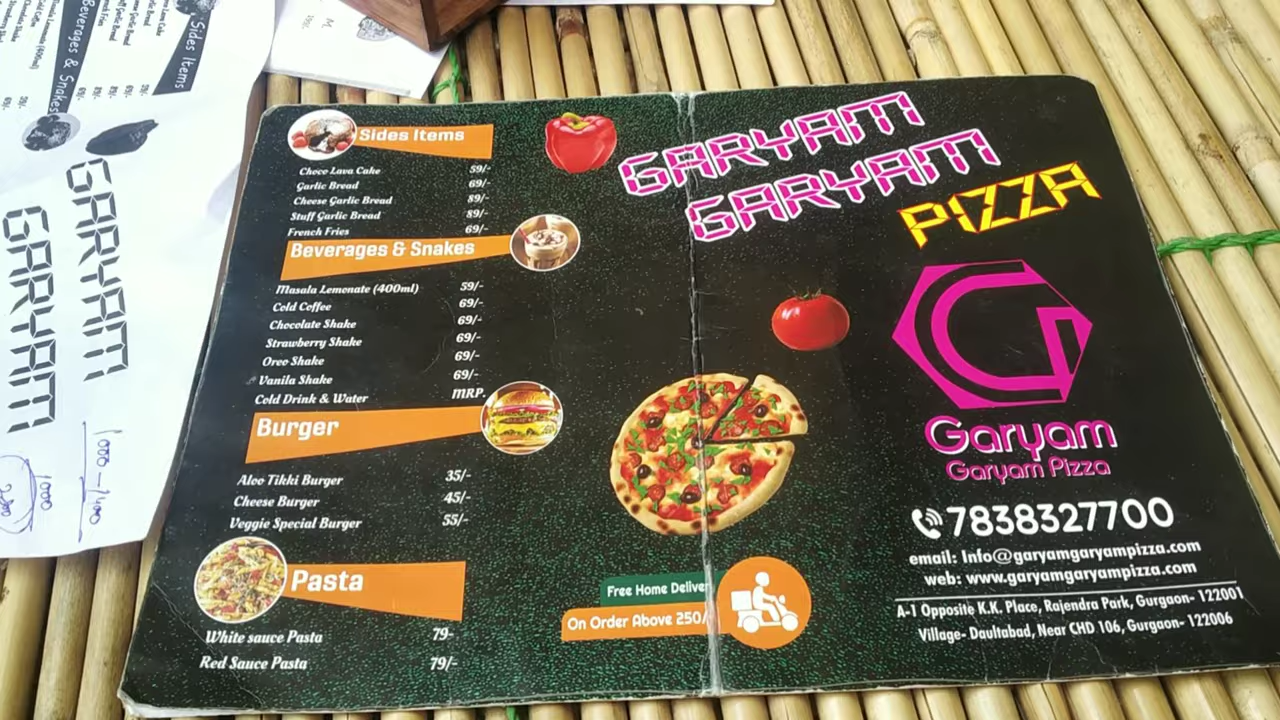 Sides Items
Choco Lava Cake 59/-
Garlic Bread 69/-
Cheese Garlic Bread 89/-
Stuff Garlic Bread 89/-
French Fries 69/-
Beverages & Snakes
Masala Lemonate (400ml) 59/-
Cold Coffee 69/-
Chocolate Shake 69/-
Strawberry Shake 69/-
Oreo Shake 69/-
Vanila Shake 69/-
Cold Drink & Water MRP.
Burger
Aloo Tikki Burger 35/-
Cheese Burger 45/-
Veggie Special Burger 55/-
Pasta
White sauce Pasta 79-
Red Sauce Pasta 79/-
GARYAM
GARYAM
PIZZA
G
Garyam
Garyam Pizza
7838327700
email: Info@garyamgaryampizza.com
web: www.garyamgaryampizza.com
A-1 Opposite K.K. Place, Rajendra Park, Gurgaon- 122001
Village- Daultabad, Near CHD 106, Gurgaon- 122006
Free Home Delivery
On Order Above 250/
Sides Items
Beverages & Snakes
GARYAM
GARYAM
1000